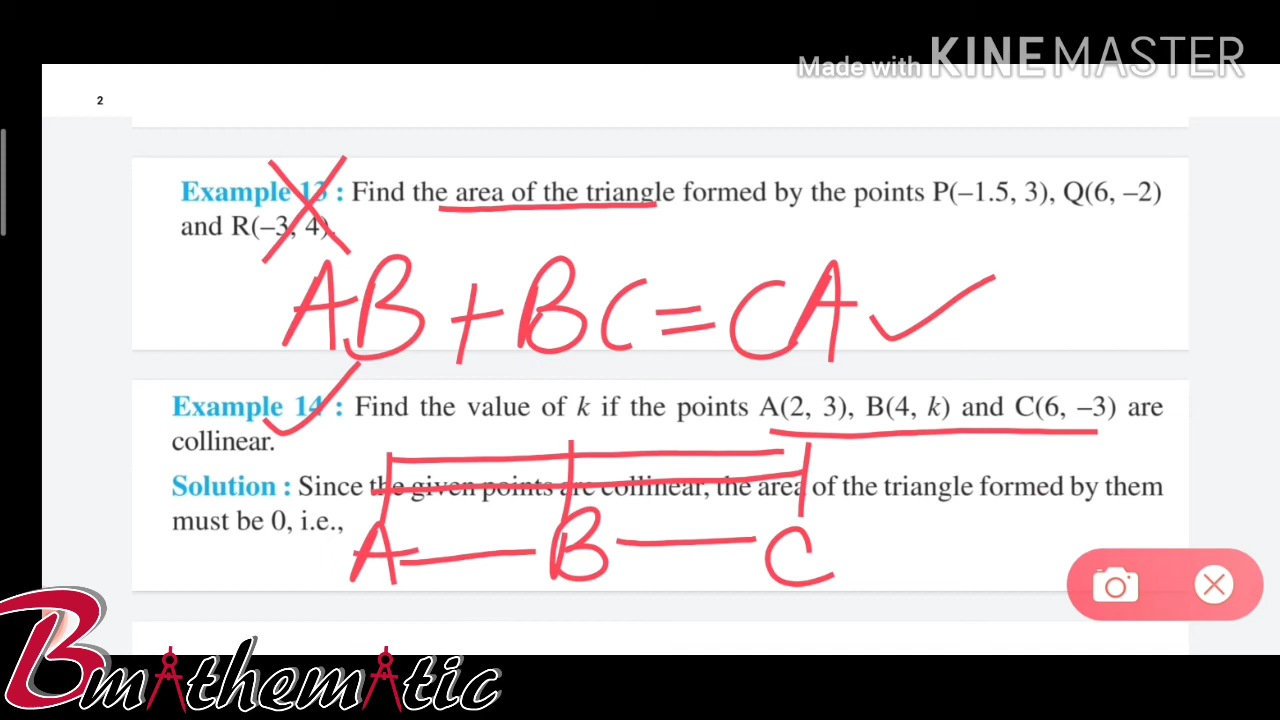 Made with KINEMASTER
2
Example 13 : Find the area of the triangle formed by the points P(–1.5, 3), Q(6, –2)
and R(–3, 4).
AB + BC = CA
Example 14 : Find the value of k if the points A(2, 3), B(4, k) and C(6, –3) are
collinear.
Solution : Since the given points are collinear, the area of the triangle formed by them
must be 0, i.e.,
A — B — C
Bmathematic